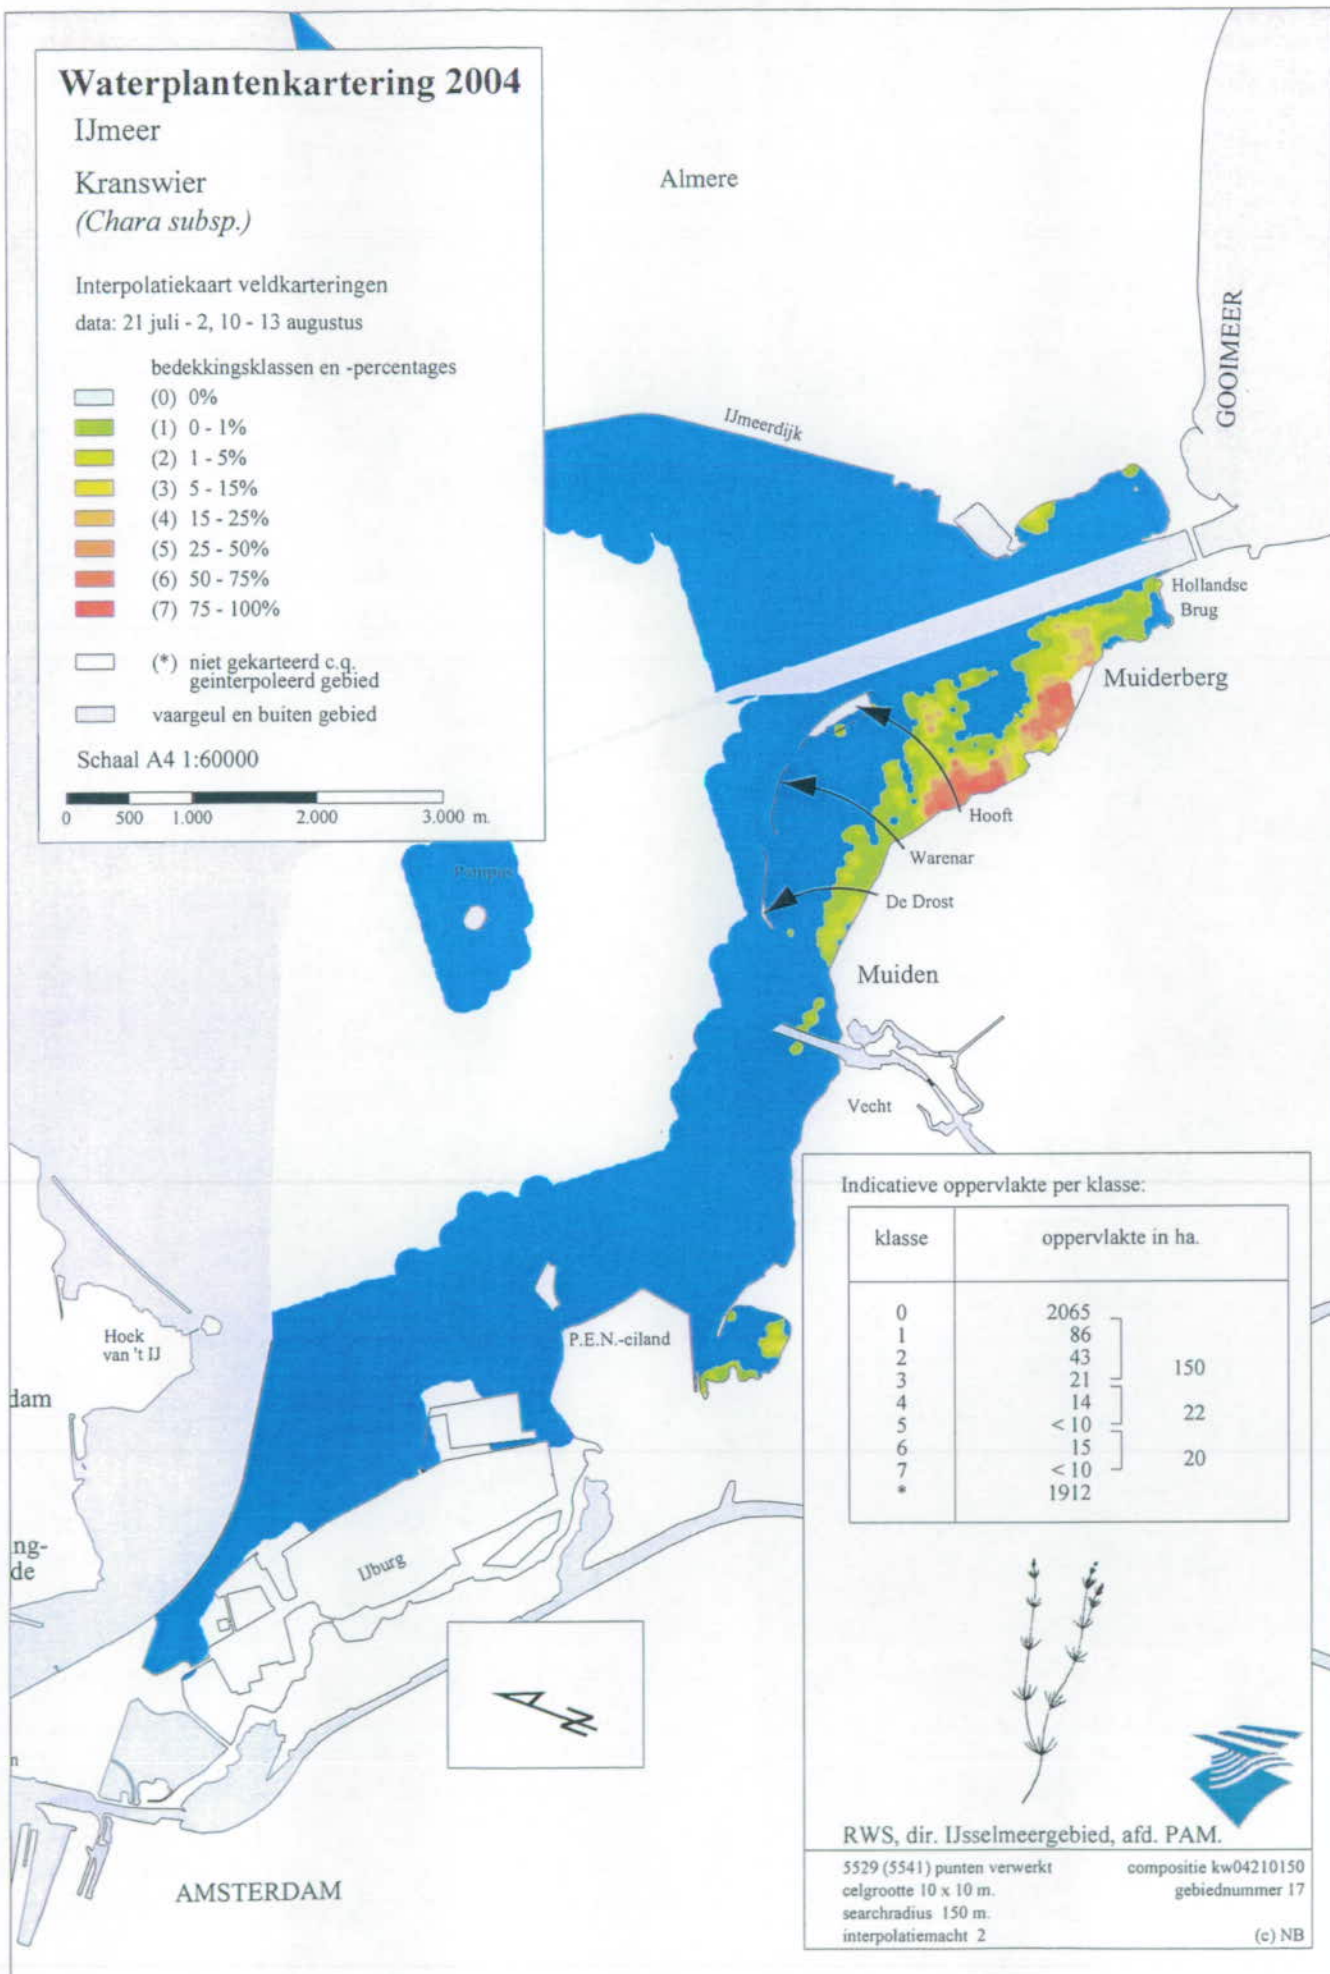 Waterplantenkartering 2004
IJmeer
Kranswier
(Chara subsp.)
Interpolatiekaart veldkarteringen
data: 21 juli - 2, 10 - 13 augustus
bedekkingsklassen en -percentages
(0) 0%
(1) 0 - 1%
(2) 1 - 5%
(3) 5 - 15%
(4) 15 - 25%
(5) 25 - 50%
(6) 50 - 75%
(7) 75 - 100%
(*) niet gekarteerd c.q.
geinterpoleerd gebied
vaargeul en buiten gebied
Schaal A4 1:60000
0 500 1.000 2.000 3.000 m.
Almere
GOOIMEER
IJmeerdijk
Hollandse
Brug
Muiderberg
Hooft
Warenar
De Drost
Pampus
Muiden
Vecht
Hoek
van 't IJ
P.E.N.-eiland
dam
ng-
de
IJburg
n
N
AMSTERDAM
Indicatieve oppervlakte per klasse:
klasse oppervlakte in ha.
0 2065
1 86
2 43
3 21
150
4 14
5 < 10
22
6 15
7 < 10
20
* 1912
RWS, dir. IJsselmeergebied, afd. PAM.
5529 (5541) punten verwerkt compositie kw04210150
celgrootte 10 x 10 m. gebiednummer 17
searchradius 150 m.
interpolatiemacht 2 (c) NB